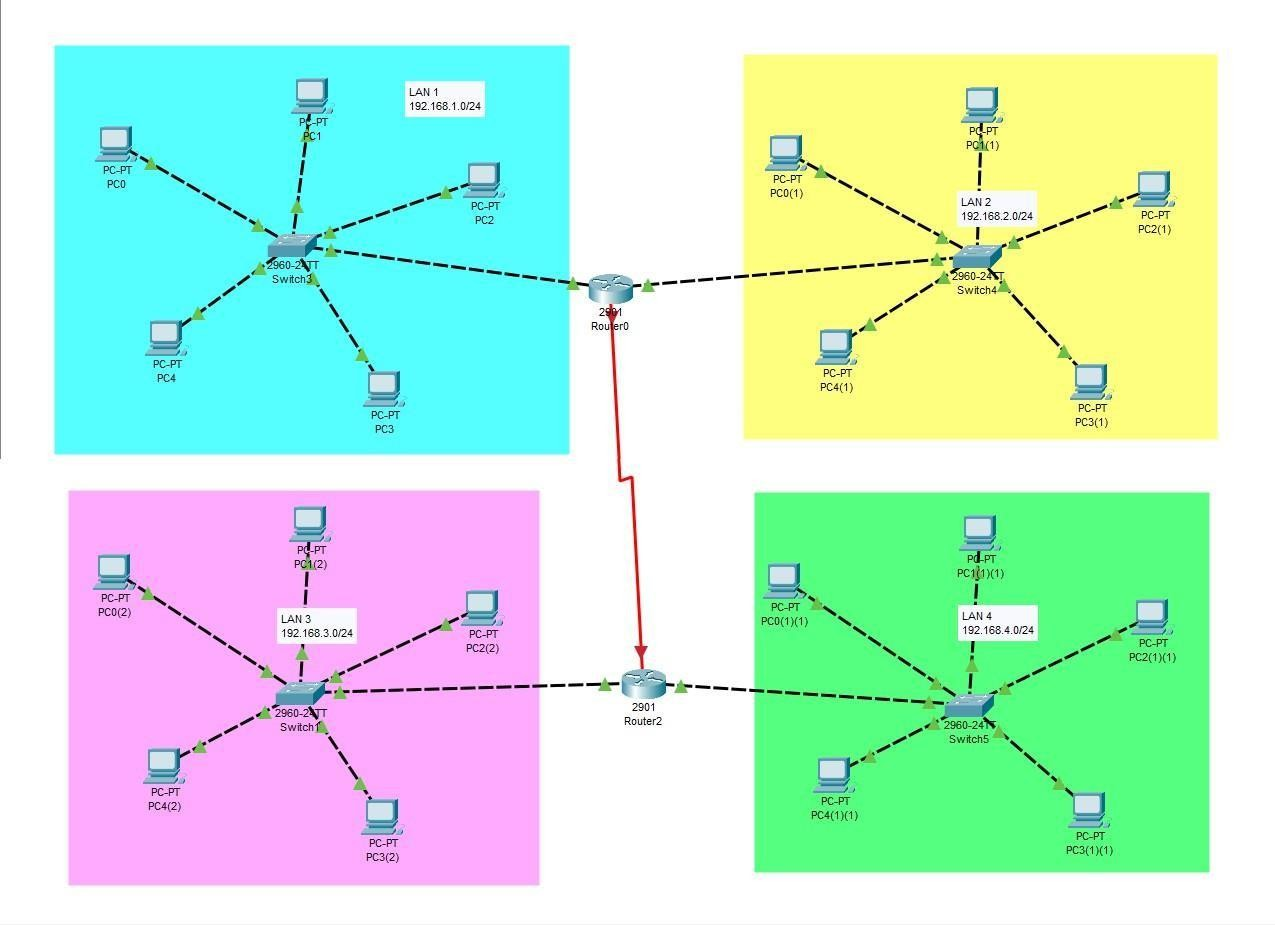 LAN 1
192.168.1.0/24
PC-PT
PC1
PC-PT
PC0
PC-PT
PC2
2960-24TT
Switch3
PC-PT
PC4
PC-PT
PC3
PC-PT
PC1(1)
PC-PT
PC0(1)
LAN 2
192.168.2.0/24
PC-PT
PC2(1)
2960-24TT
Switch4
PC-PT
PC4(1)
PC-PT
PC3(1)
2901
Router0
PC-PT
PC1(2)
PC-PT
PC0(2)
LAN 3
192.168.3.0/24
PC-PT
PC2(2)
2960-24TT
Switch1
PC-PT
PC4(2)
PC-PT
PC3(2)
2901
Router2
PC-PT
PC1(1)(1)
PC-PT
PC0(1)(1)
LAN 4
192.168.4.0/24
PC-PT
PC2(1)(1)
2960-24TT
Switch5
PC-PT
PC4(1)(1)
PC-PT
PC3(1)(1)